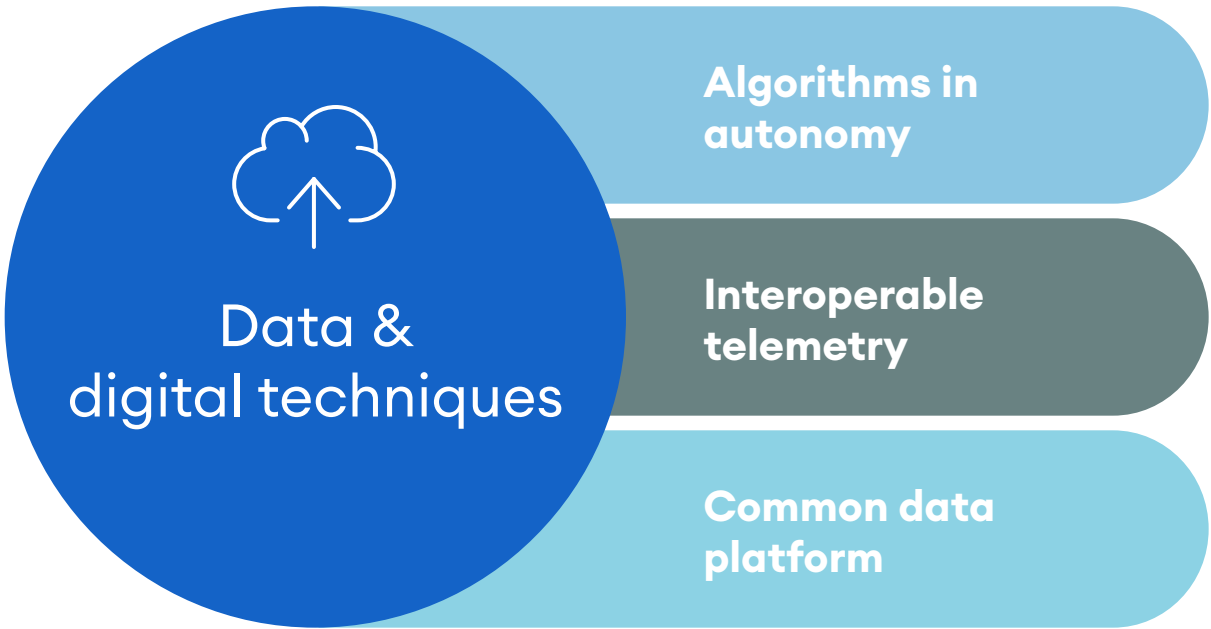 Data &
digital techniques
Algorithms in
autonomy
Interoperable
telemetry
Common data
platform